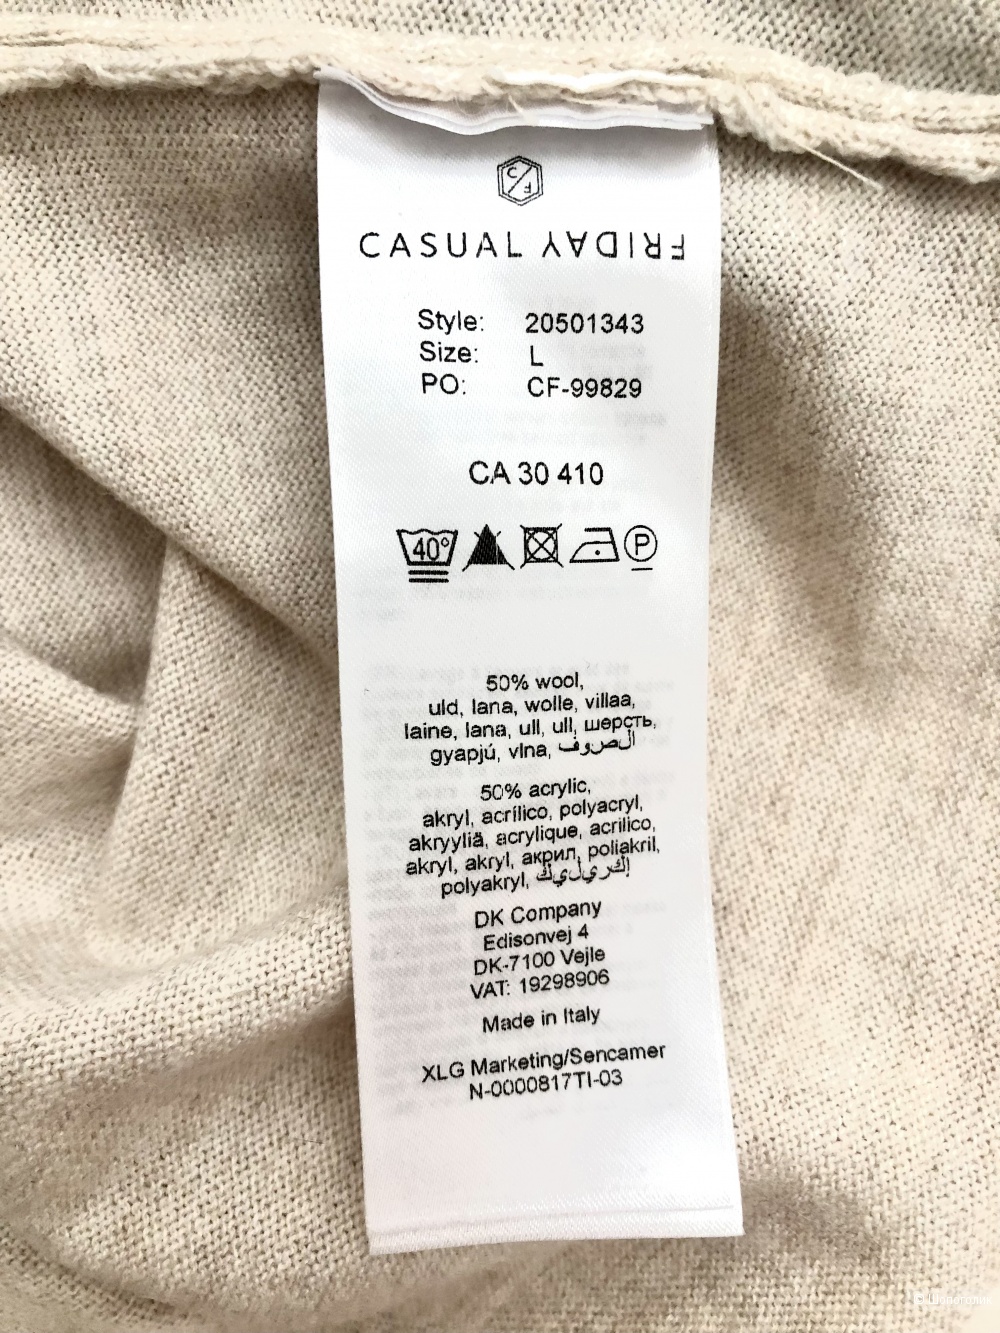 C F
CASUAL FRIDAY
Style: 20501343
Size: L
PO: CF-99829
CA 30 410
40° P
50% wool,
uld, lana, wolle, villaa,
laine, lana, ull, ull, шерсть,
gyapjú, vlna, الصروف
50% acrylic,
akryl, acrílico, polyacryl,
akryyliä, acrylique, acrilico,
akryl, akryl, акрил, poliakril,
polyakryl, إكريليك
DK Company
Edisonvej 4
DK-7100 Vejle
VAT: 19298906
Made in Italy
XLG Marketing/Sencamer
N-0000817TI-03
© Шопоголик